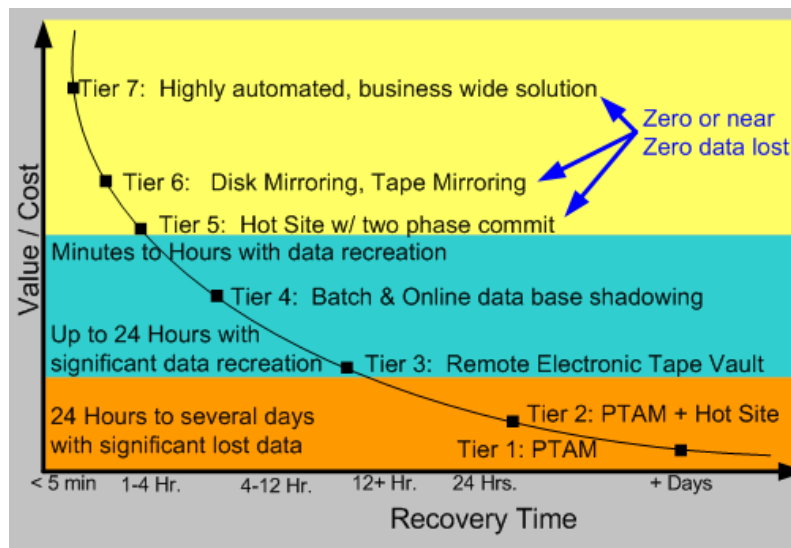 Tier 7: Highly automated, business wide solution
Zero or near
Zero data lost
Tier 6: Disk Mirroring, Tape Mirroring
Tier 5: Hot Site w/ two phase commit
Minutes to Hours with data recreation
Tier 4: Batch & Online data base shadowing
Up to 24 Hours with
significant data recreation
Tier 3: Remote Electronic Tape Vault
24 Hours to several days
with significant lost data
Tier 2: PTAM + Hot Site
Tier 1: PTAM
Value / Cost
< 5 min
1-4 Hr.
4-12 Hr.
12+ Hr.
24 Hrs.
+ Days
Recovery Time